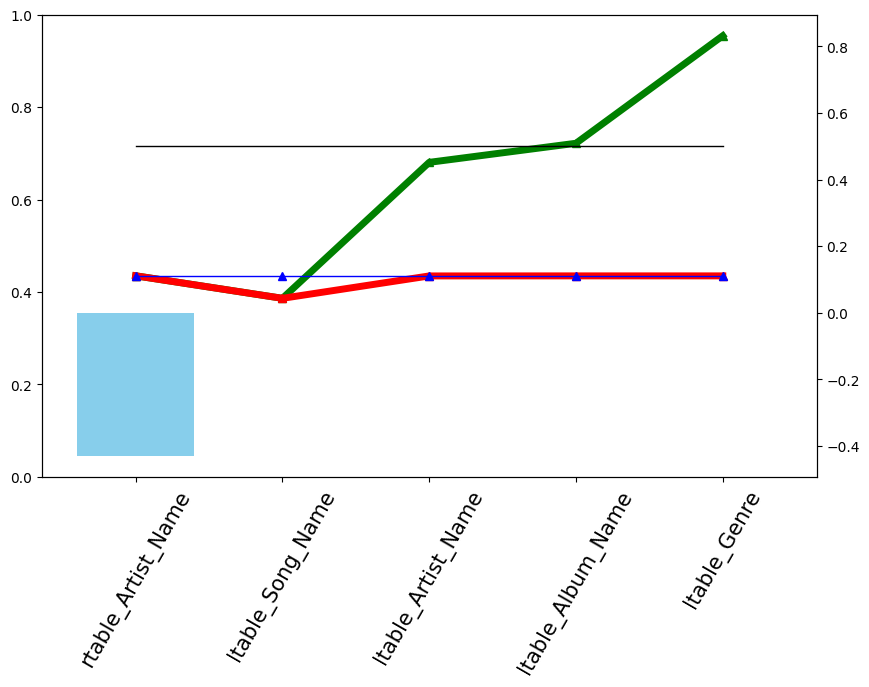 1.0
0.8
0.6
0.4
0.2
0.0
0.8
0.6
0.4
0.2
0.0
−0.2
−0.4
rtable_Artist_Name
ltable_Song_Name
ltable_Artist_Name
ltable_Album_Name
ltable_Genre